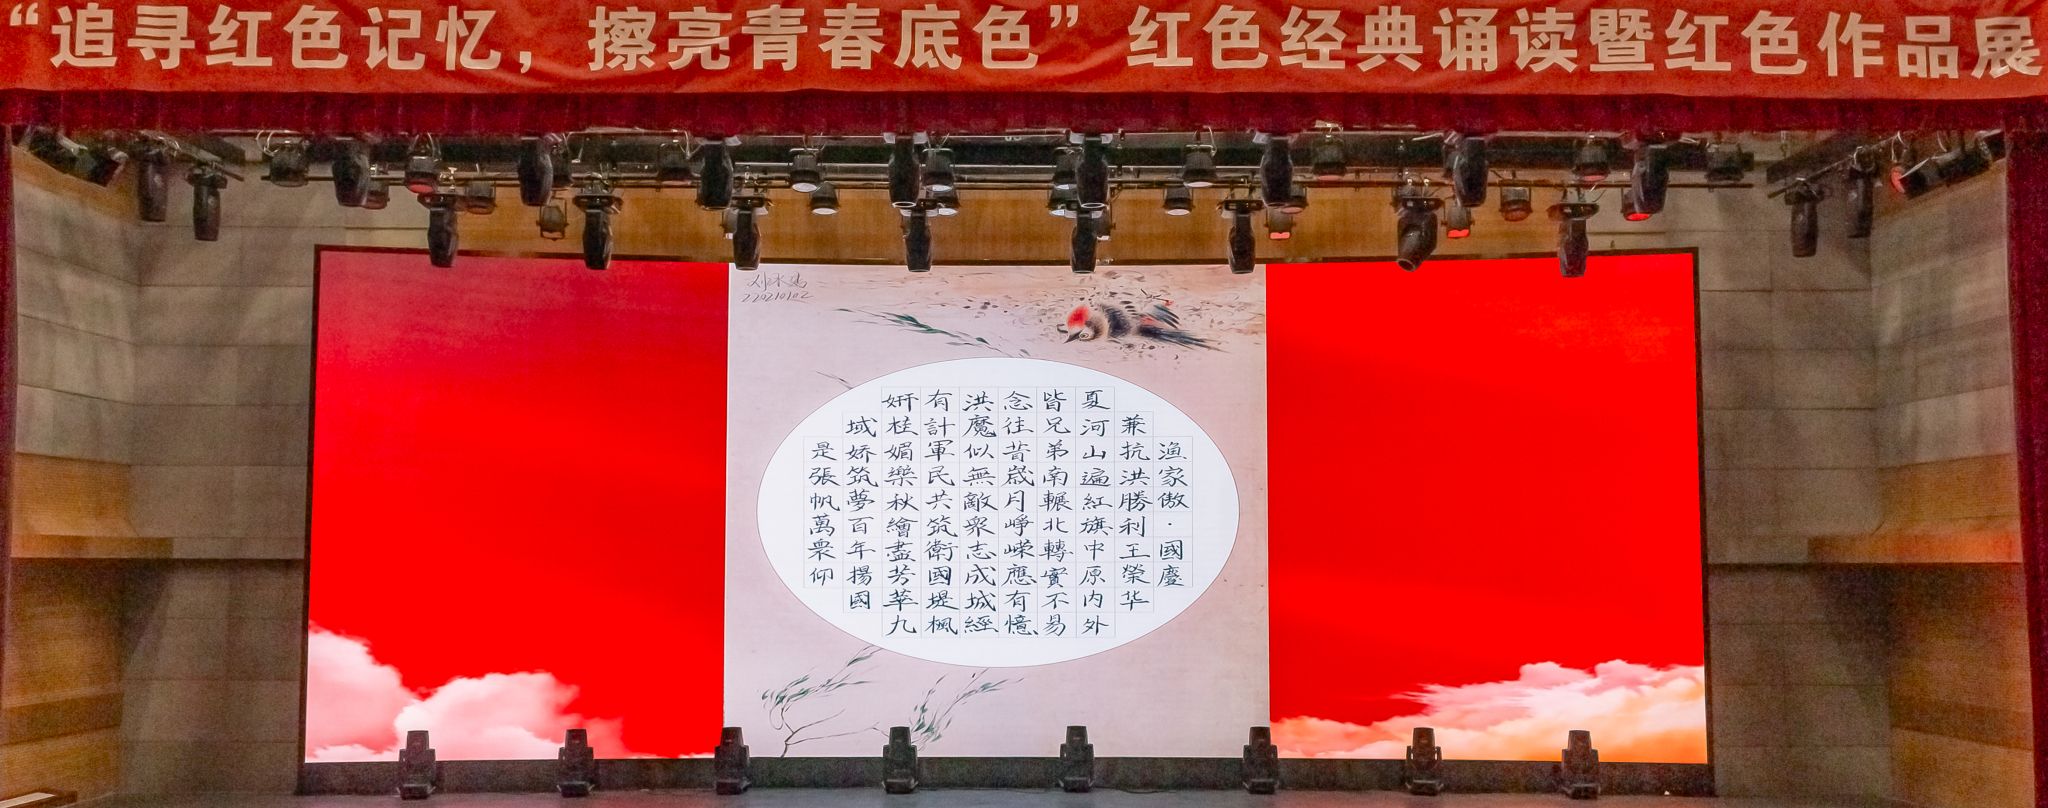 “追寻红色记忆，擦亮青春底色”红色经典诵读暨红色作品展
220210102
漁家傲·國慶
兼抗洪勝利王榮华
夏河山遍紅旗中原内外
皆兄弟南輾北轉實不易
念往昔歲月崢嶸應有憶
洪魔似無敵衆志成城經
有計軍民共筑衛國堤楓
妍桂媚樂秋繪盡芳華九
域娇筑夢百年揚國
是張帆萬衆仰